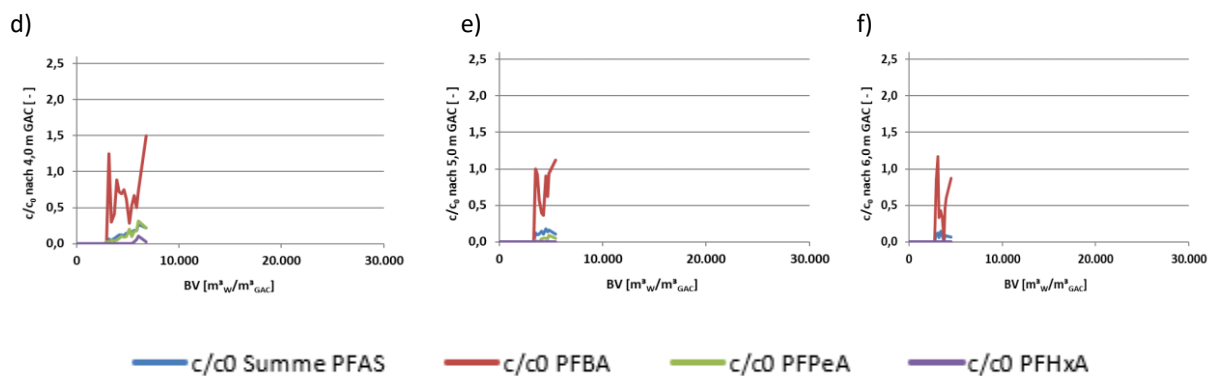 d)
2,5
2,0
1,5
1,0
0,5
0,0
c/c₀ nach 4,0 m GAC [ - ]
0
10.000
20.000
30.000
BV [m³W/m³GAC]
e)
2,5
2,0
1,5
1,0
0,5
0,0
c/c₀ nach 5,0 m GAC [ - ]
0
10.000
20.000
30.000
BV [m³W/m³GAC]
f)
2,5
2,0
1,5
1,0
0,5
0,0
c/c₀ nach 6,0 m GAC [ - ]
0
10.000
20.000
30.000
BV [m³W/m³GAC]
c/c0 Summe PFAS
c/c0 PFBA
c/c0 PFPeA
c/c0 PFHxA